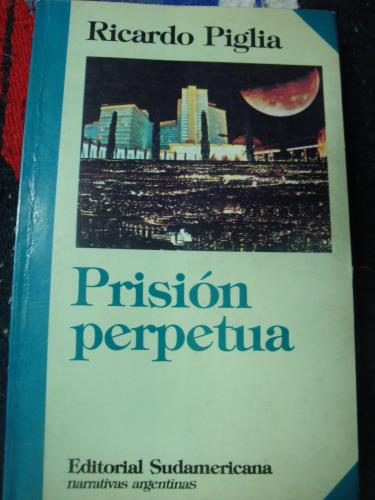 Ricardo Piglia
Prisión
perpetua
Editorial Sudamericana
narrativas argentinas